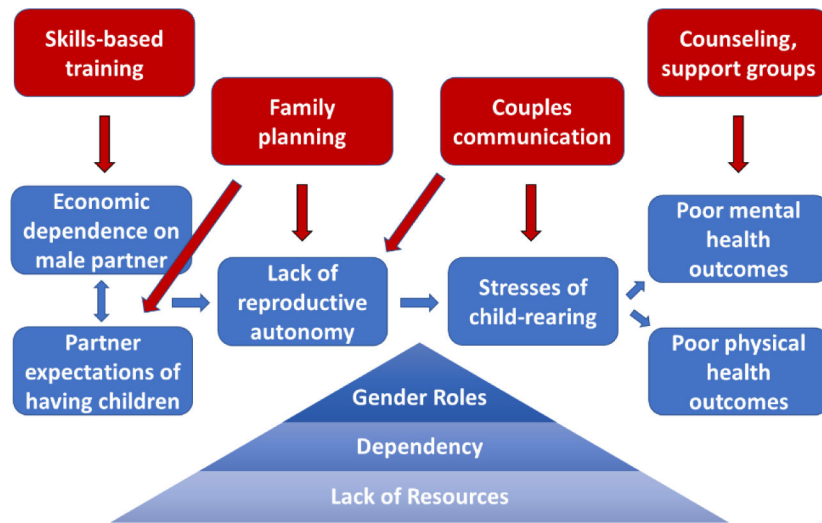 Skills-based
training
Counseling,
support groups
Family
planning
Couples
communication
Economic
dependence on
male partner
Poor mental
health
outcomes
Lack of
reproductive
autonomy
Stresses of
child-rearing
Partner
expectations of
having children
Poor physical
health
outcomes
Gender Roles
Dependency
Lack of Resources